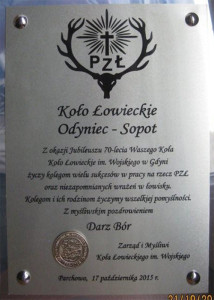 PZŁ
Koło Łowieckie
Odyniec - Sopot
Z okazji Jubileuszu 70-lecia Waszego Koła
Koło Łowieckie im. Wojskiego w Gdyni
życzy kolegom wielu sukcesów w pracy na rzecz PZŁ
oraz niezapomnianych wrażeń w łowisku.
Kolegom i ich rodzinom życzymy wszelkiej pomyślności.
Z myśliwskim pozdrowieniem
Darz Bór
Zarząd i Myśliwi
Koła Łowieckiego im. Wojskiego
Parchowo, 17 października 2015 r.